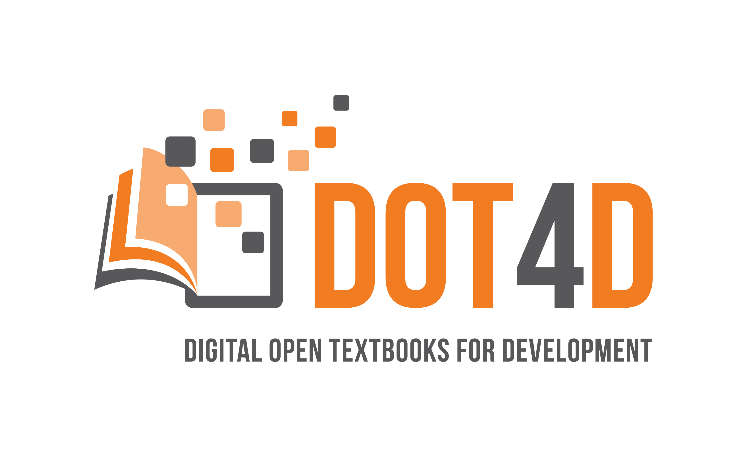 DOT4D
DIGITAL OPEN TEXTBOOKS FOR DEVELOPMENT